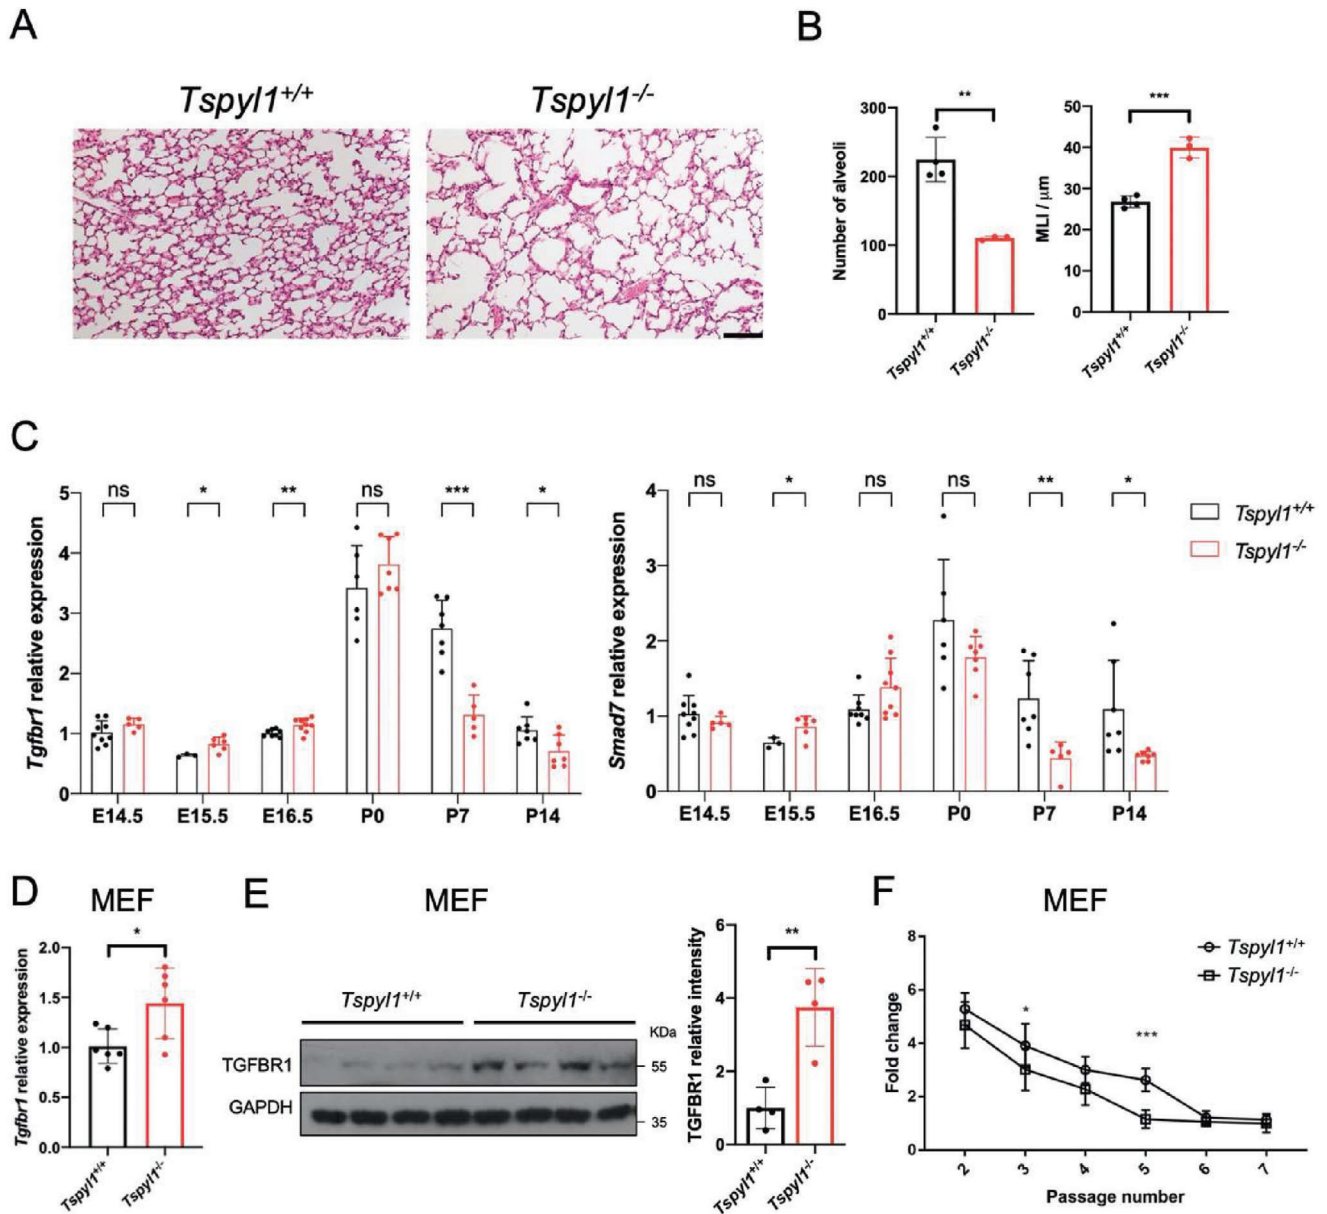 A
Tspyl1+/+
Tspyl1-/-
B
Number of alveoli
300
200
100
0
**
Tspyl1+/+
Tspyl1-/-
MLI / μm
50
40
30
20
10
0
***
Tspyl1+/+
Tspyl1-/-
C
Tgfbr1 relative expression
5
4
3
2
1
0
ns
*
**
ns
***
*
E14.5 E15.5 E16.5 P0 P7 P14
Smad7 relative expression
4
3
2
1
0
ns
*
ns
ns
**
*
E14.5 E15.5 E16.5 P0 P7 P14
Tspyl1+/+
Tspyl1-/-
D
MEF
Tgfbr1 relative expression
2.0
1.5
1.0
0.5
0.0
*
Tspyl1+/+
Tspyl1-/-
E
MEF
Tspyl1+/+
Tspyl1-/-
KDa
TGFBR1
55
GAPDH
35
TGFBR1 relative intensity
6
4
2
0
**
Tspyl1+/+
Tspyl1-/-
F
MEF
Fold change
8
6
4
2
0
*
***
Tspyl1+/+
Tspyl1-/-
2 3 4 5 6 7
Passage number